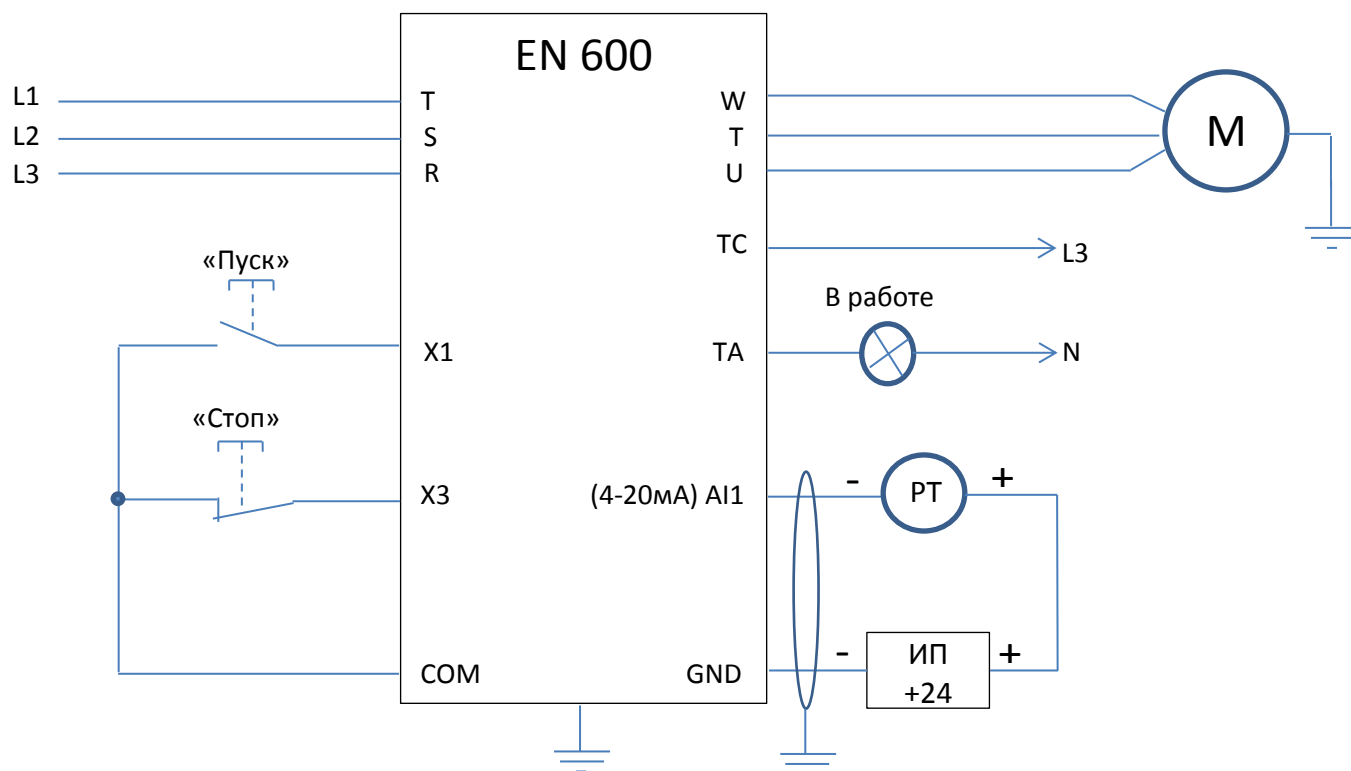 EN 600
L1
T
W
M
L2
S
T
L3
R
U
TC
L3
«Пуск»
В работе
X1
TA
N
«Стоп»
X3
(4-20мА) AI1
-
РТ
+
COM
GND
-
ИП
+24
+